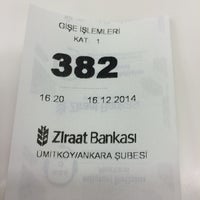 GİŞE İŞLEMLERİ
KAT 1
382
16:20 16.12.2014
Ziraat Bankası
ÜMİTKÖY/ANKARA ŞUBESİ